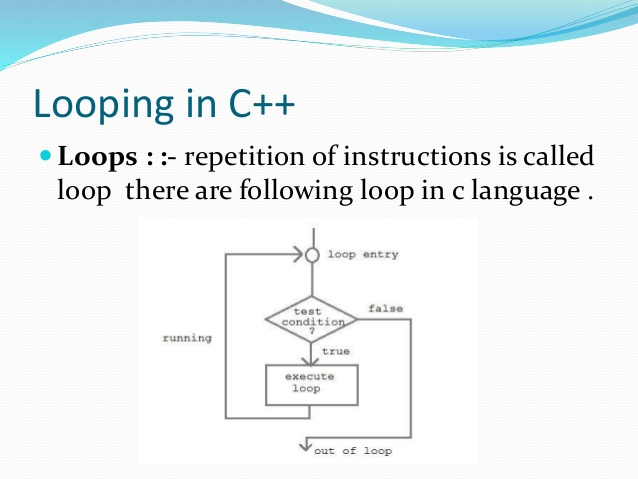 Looping in C++
Loops : :- repetition of instructions is called
loop there are following loop in c language .
loop entry
test
condition
?
false
running
true
execute
loop
out of loop